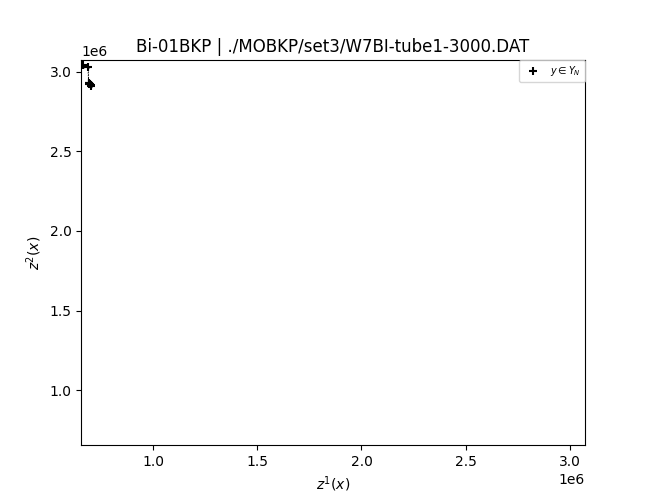 Bi-01BKP | ./MOBKP/set3/W7BI-tube1-3000.DAT
1e6
y ∈ Y_N
3.0
2.5
2.0
1.5
1.0
z²(x)
1.0 1.5 2.0 2.5 3.0
1e6
z¹(x)